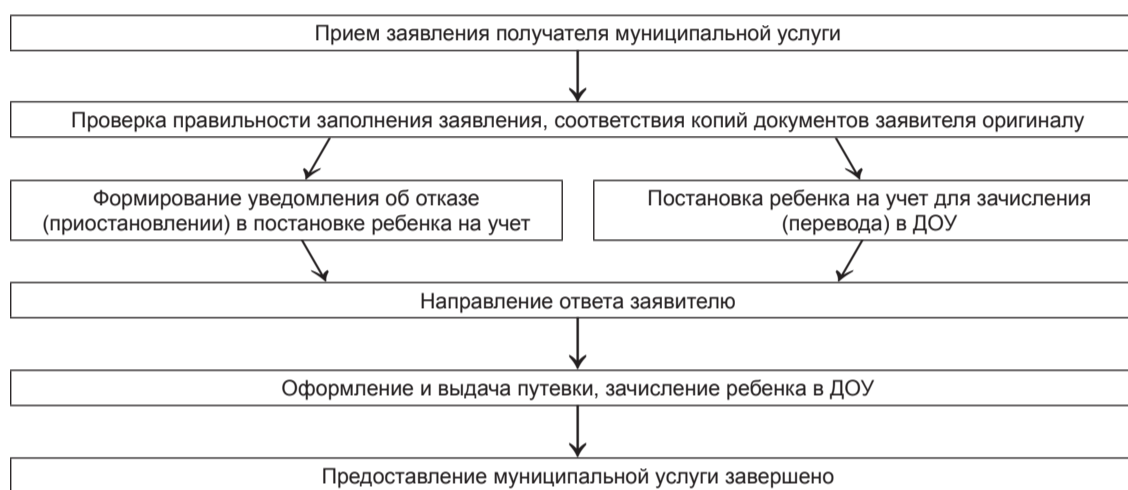 Прием заявления получателя муниципальной услуги
Проверка правильности заполнения заявления, соответствия копий документов заявителя оригиналу
Формирование уведомления об отказе
(приостановлении) в постановке ребенка на учет
Постановка ребенка на учет для зачисления
(перевода) в ДОУ
Направление ответа заявителю
Оформление и выдача путевки, зачисление ребенка в ДОУ
Предоставление муниципальной услуги завершено